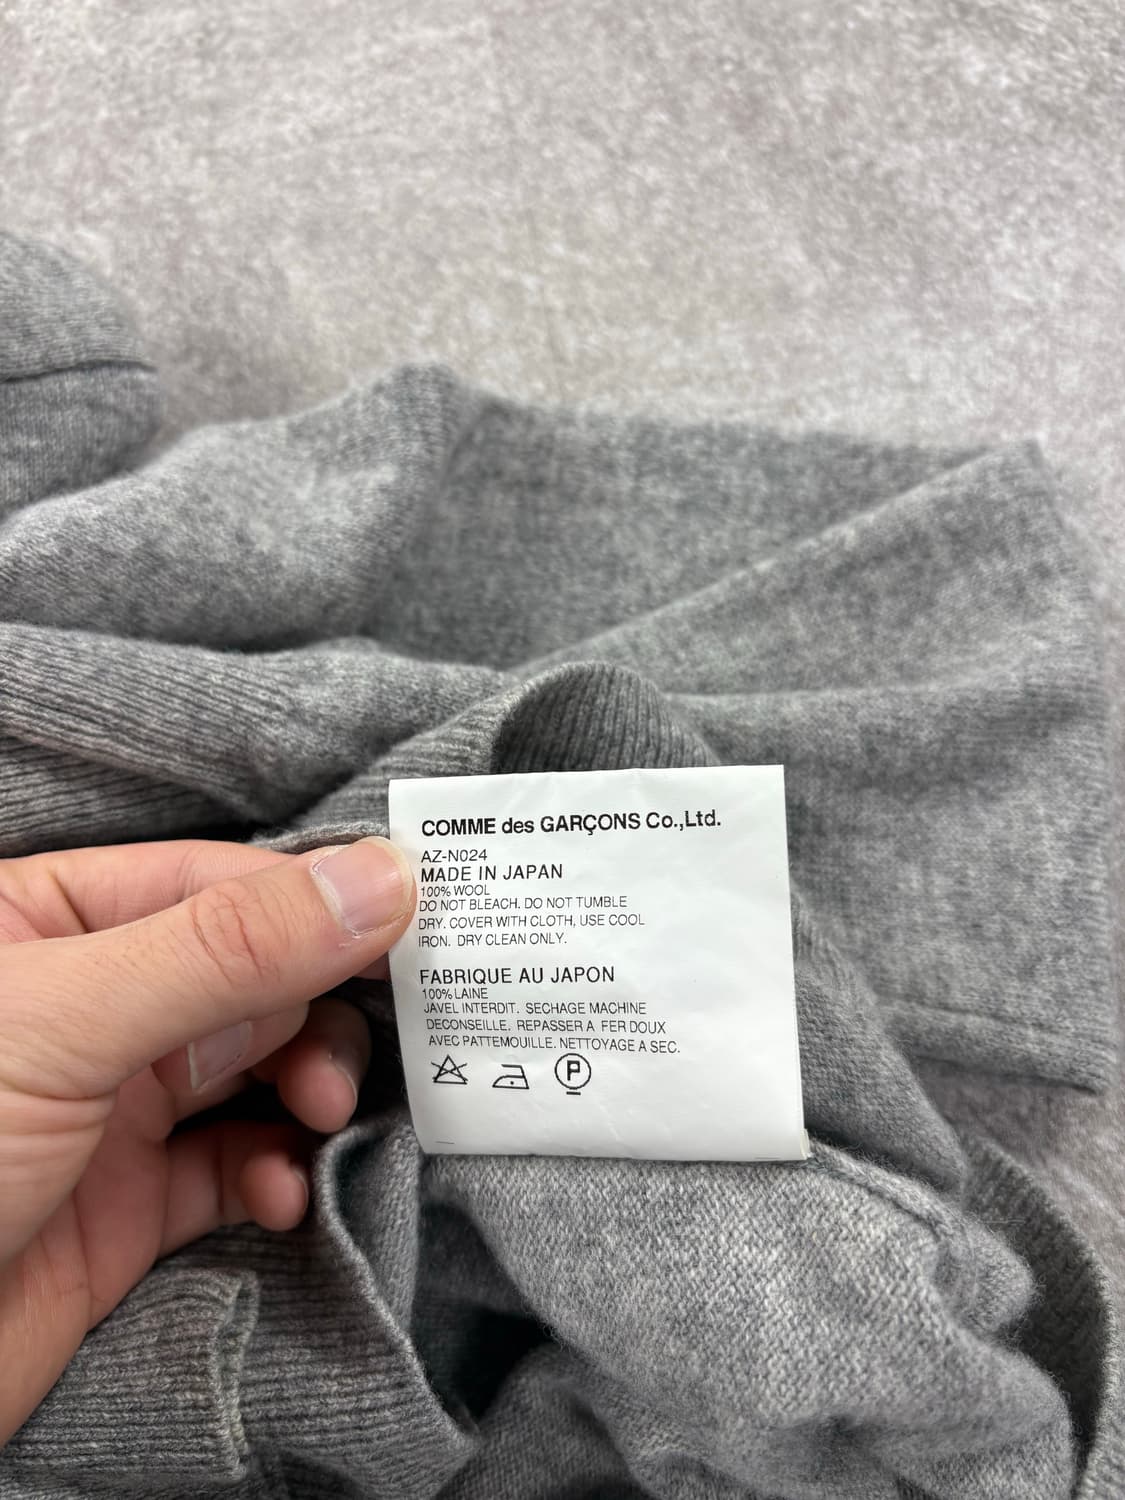 COMME des GARÇONS Co.,Ltd.
AZ-N024
MADE IN JAPAN
100% WOOL
DO NOT BLEACH. DO NOT TUMBLE
DRY. COVER WITH CLOTH, USE COOL
IRON. DRY CLEAN ONLY.
FABRIQUE AU JAPON
100% LAINE
JAVEL INTERDIT. SECHAGE MACHINE
DECONSEILLE. REPASSER A FER DOUX
AVEC PATTEMOUILLE. NETTOYAGE A SEC.
P